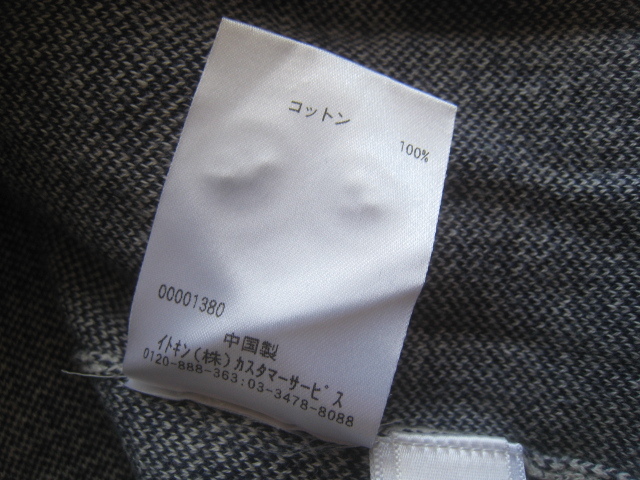 コットン
100%
00001380
中国製
イトキン(株)カスタマーサービス
0120-888-363:03-3478-8088